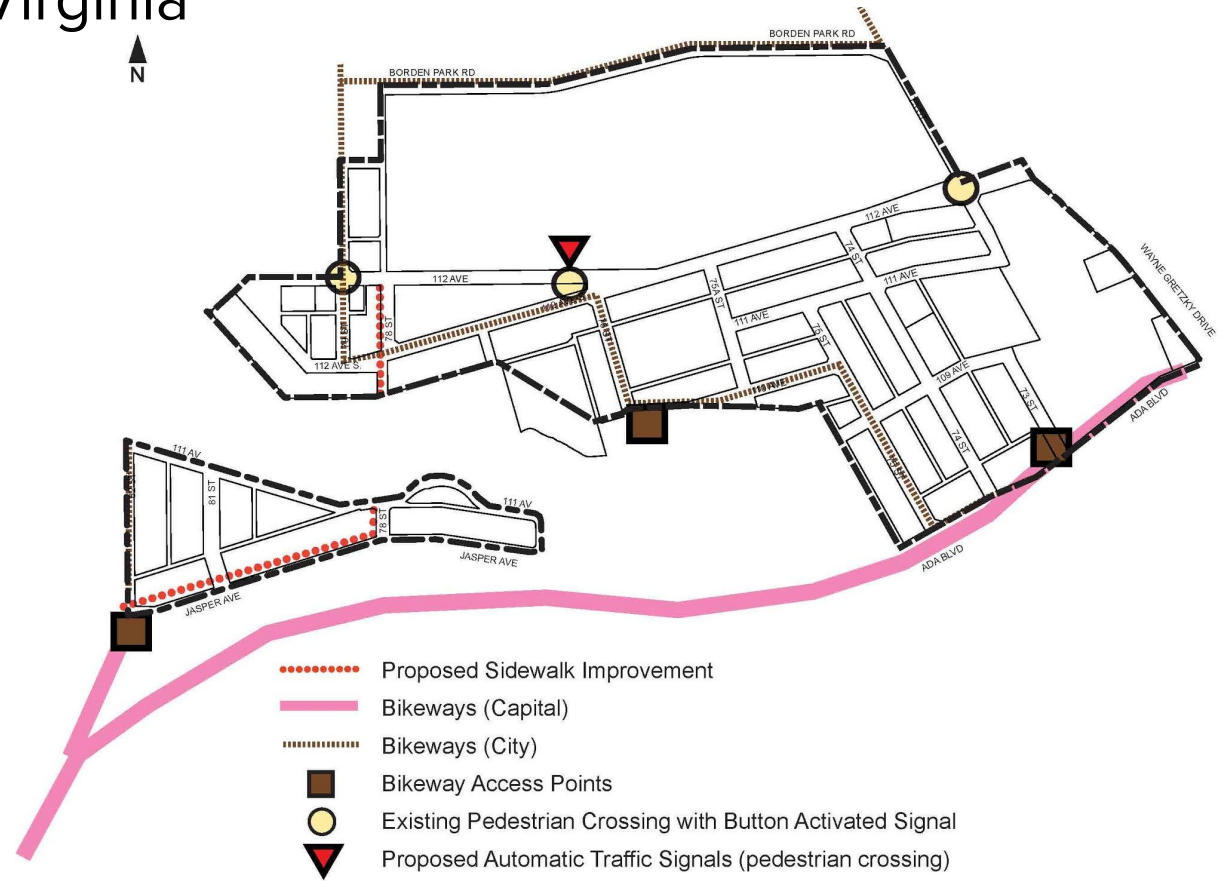 Virginia
N
BORDEN PARK RD
BORDEN PARK RD
112 AVE
112 AVE
74 ST
111 AVE
75A ST
111 AVE
75 ST
78 ST
112 AVE S.
109 AVE
73 ST
74 ST
WAYNE GRETZKY DRIVE
ADA BLVD
ADA BLVD
111 AV
81 ST
78 ST
111 AV
JASPER AVE
JASPER AVE
Proposed Sidewalk Improvement
Bikeways (Capital)
Bikeways (City)
Bikeway Access Points
Existing Pedestrian Crossing with Button Activated Signal
Proposed Automatic Traffic Signals (pedestrian crossing)